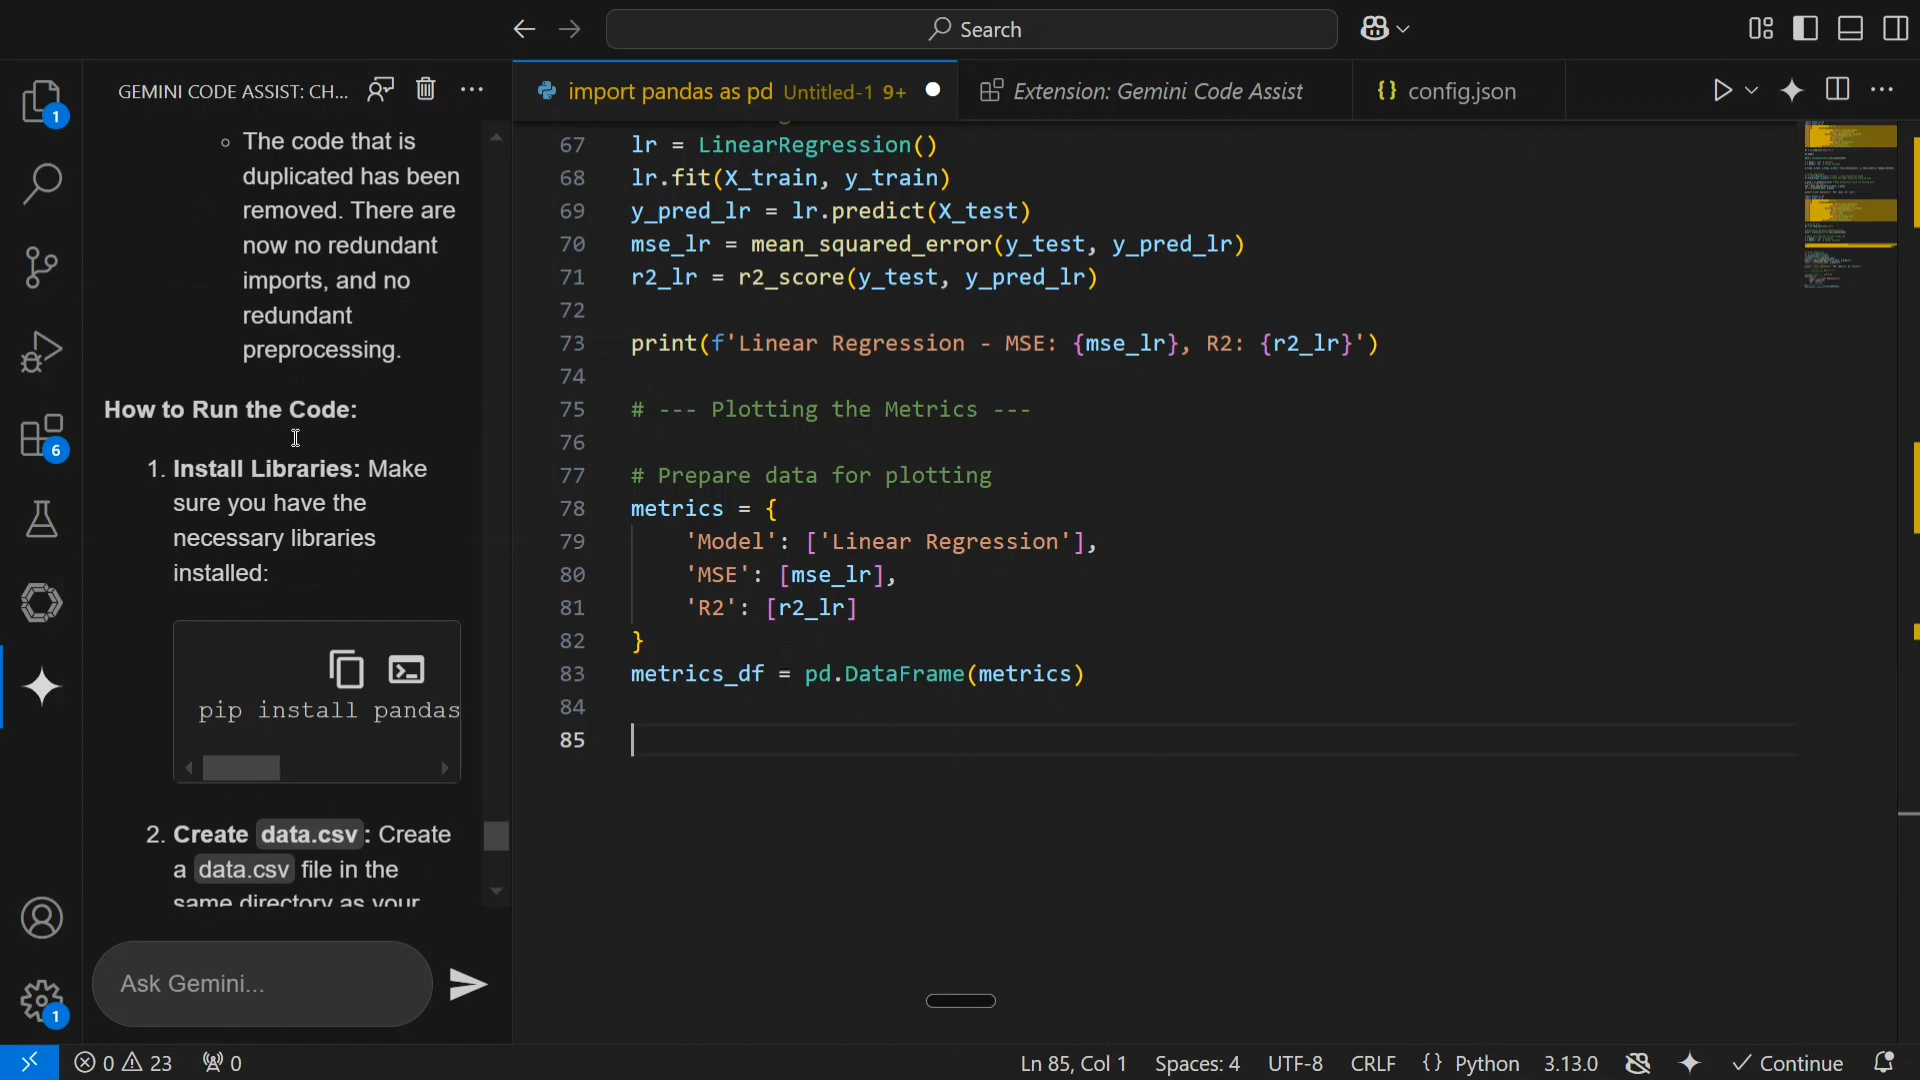 Search
GEMINI CODE ASSIST: CH...
import pandas as pd Untitled-1 9+
Extension: Gemini Code Assist
{} config.json
1
6
1
The code that is
duplicated has been
removed. There are
now no redundant
imports, and no
redundant
preprocessing.
How to Run the Code:
1. Install Libraries: Make
sure you have the
necessary libraries
installed:
pip install pandas
2. Create data.csv: Create
a data.csv file in the
same directory as your
Ask Gemini...
67 lr = LinearRegression()
68 lr.fit(X_train, y_train)
69 y_pred_lr = lr.predict(X_test)
70 mse_lr = mean_squared_error(y_test, y_pred_lr)
71 r2_lr = r2_score(y_test, y_pred_lr)
72
73 print(f'Linear Regression - MSE: {mse_lr}, R2: {r2_lr}')
74
75 # --- Plotting the Metrics ---
76
77 # Prepare data for plotting
78 metrics = {
79 'Model': ['Linear Regression'],
80 'MSE': [mse_lr],
81 'R2': [r2_lr]
82 }
83 metrics_df = pd.DataFrame(metrics)
84
85
0 23 0
Ln 85, Col 1 Spaces: 4 UTF-8 CRLF {} Python 3.13.0 Continue